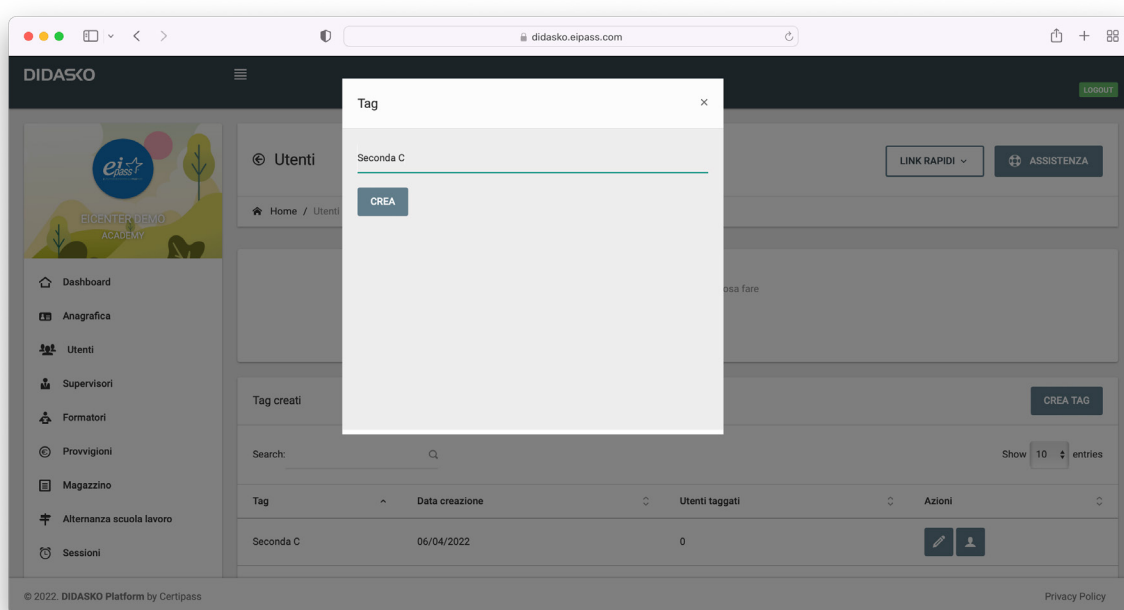 didasko.eipass.com
DIDASKO
LOGOUT
Tag
×
Seconda C
CREA
eipass
EICENTER DEMO
ACADEMY
Utenti
LINK RAPIDI
ASSISTENZA
Home / Utenti
osa fare
Dashboard
Anagrafica
Utenti
Supervisori
Formatori
Provvigioni
Magazzino
Alternanza scuola lavoro
Sessioni
Tag creati
CREA TAG
Search:
Show 10 entries
Tag Data creazione Utenti taggati Azioni
Seconda C 06/04/2022 0
© 2022. DIDASKO Platform by Certipass
Privacy Policy